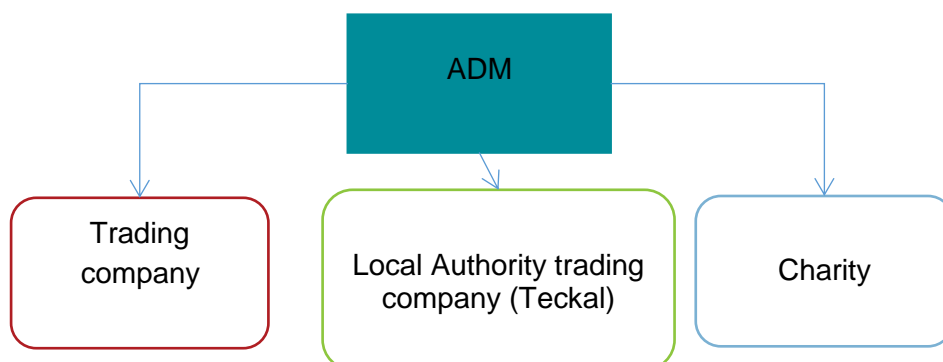 ADM
Trading
company
Local Authority trading
company (Teckal)
Charity